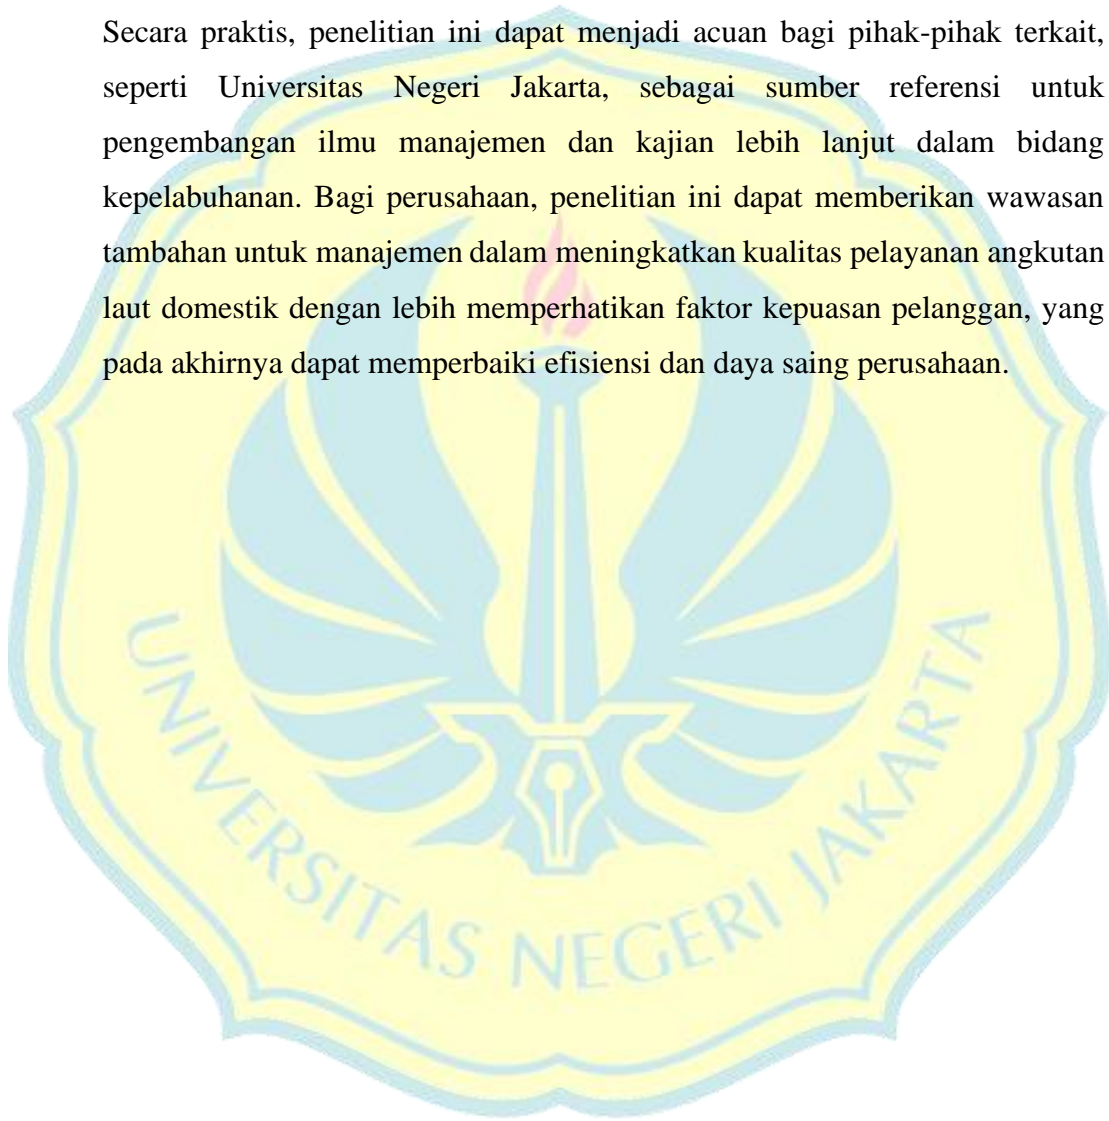 Secara praktis, penelitian ini dapat menjadi acuan bagi pihak-pihak terkait,
seperti Universitas Negeri Jakarta, sebagai sumber referensi untuk
pengembangan ilmu manajemen dan kajian lebih lanjut dalam bidang
kepelabuhanan. Bagi perusahaan, penelitian ini dapat memberikan wawasan
tambahan untuk manajemen dalam meningkatkan kualitas pelayanan angkutan
laut domestik dengan lebih memperhatikan faktor kepuasan pelanggan, yang
pada akhirnya dapat memperbaiki efisiensi dan daya saing perusahaan.
UNIVERSITAS NEGERI JAKARTA